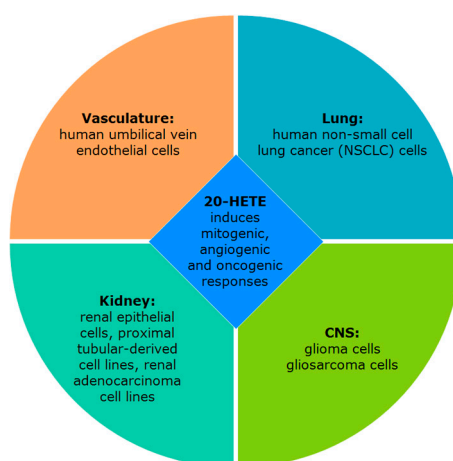 Vasculature:
human umbilical vein
endothelial cells
Lung:
human non-small cell
lung cancer (NSCLC) cells
20-HETE
induces
mitogenic,
angiogenic
and oncogenic
responses
Kidney:
renal epithelial
cells, proximal
tubular-derived
cell lines, renal
adenocarcinoma
cell lines
CNS:
glioma cells
gliosarcoma cells